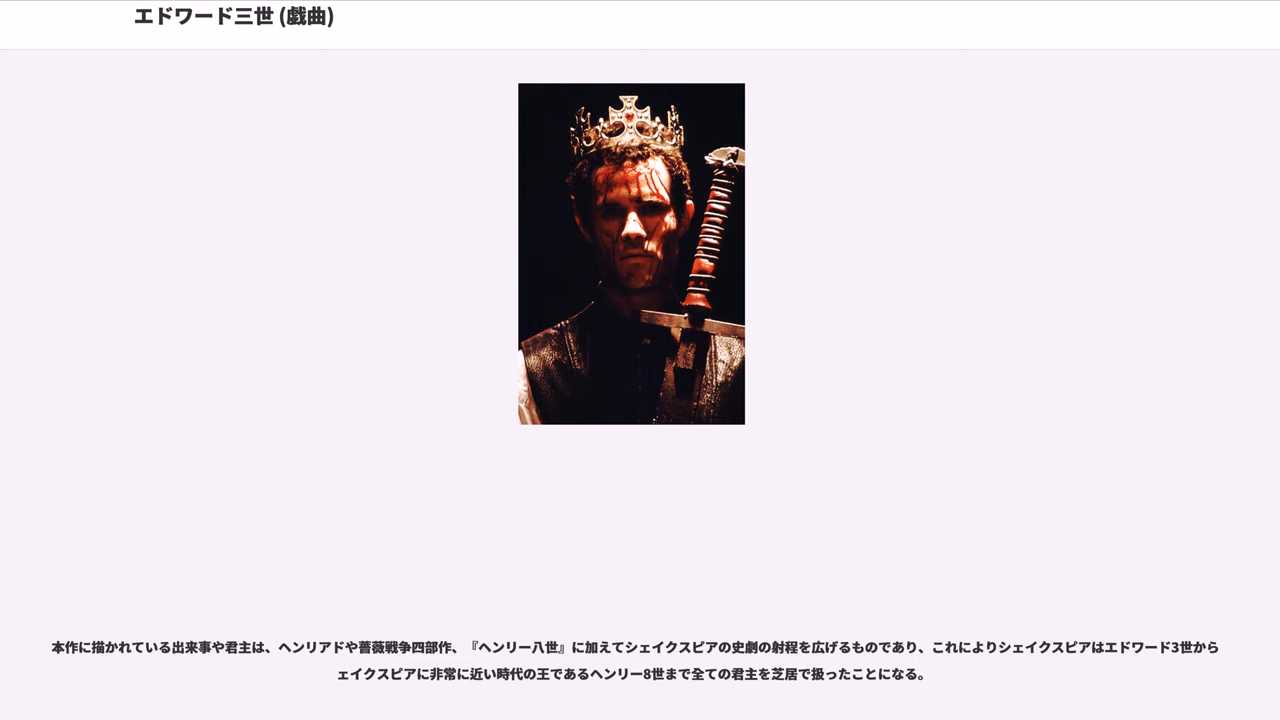 エドワード三世 (戯曲)
本作に描かれている出来事や君主は、ヘンリアドや薔薇戦争四部作、『ヘンリー八世』に加えてシェイクスピアの史劇の射程を広げるものであり、これによりシェイクスピアはエドワード3世から
ェイクスピアに非常に近い時代の王であるヘンリー8世まで全ての君主を芝居で扱ったことになる。